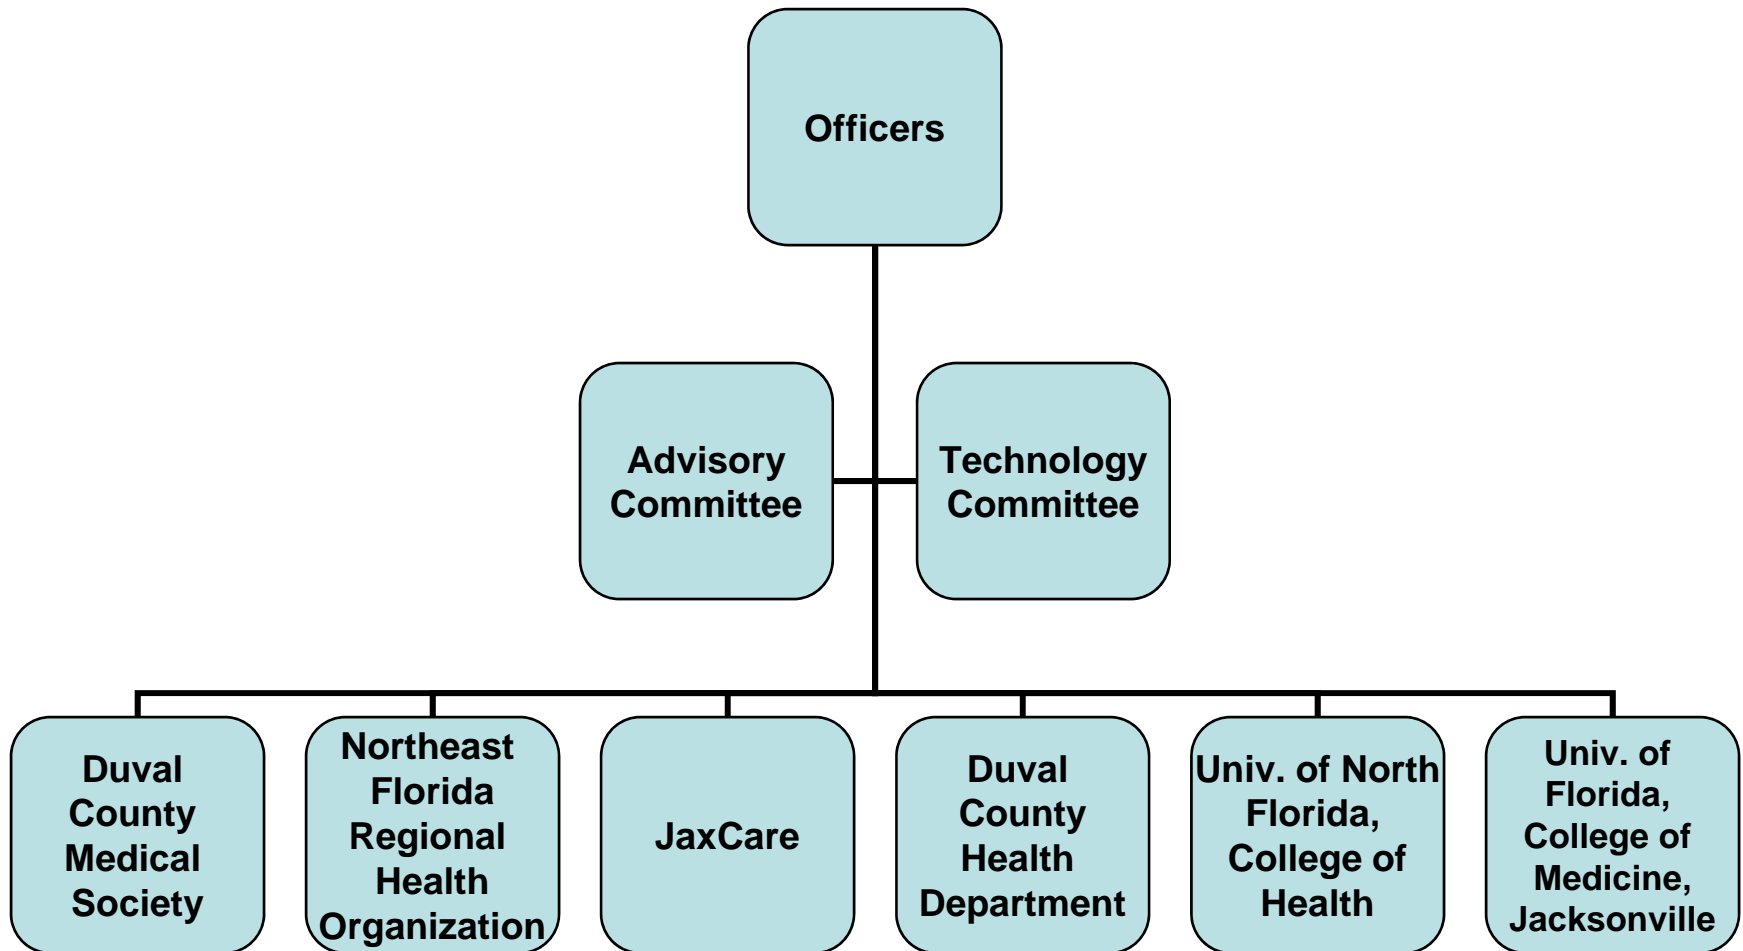 Officers
Advisory
Committee
Technology
Committee
Duval
County
Medical
Society
Northeast
Florida
Regional
Health
Organization
JaxCare
Duval
County
Health
Department
Univ. of North
Florida,
College of
Health
Univ. of
Florida,
College of
Medicine,
Jacksonville